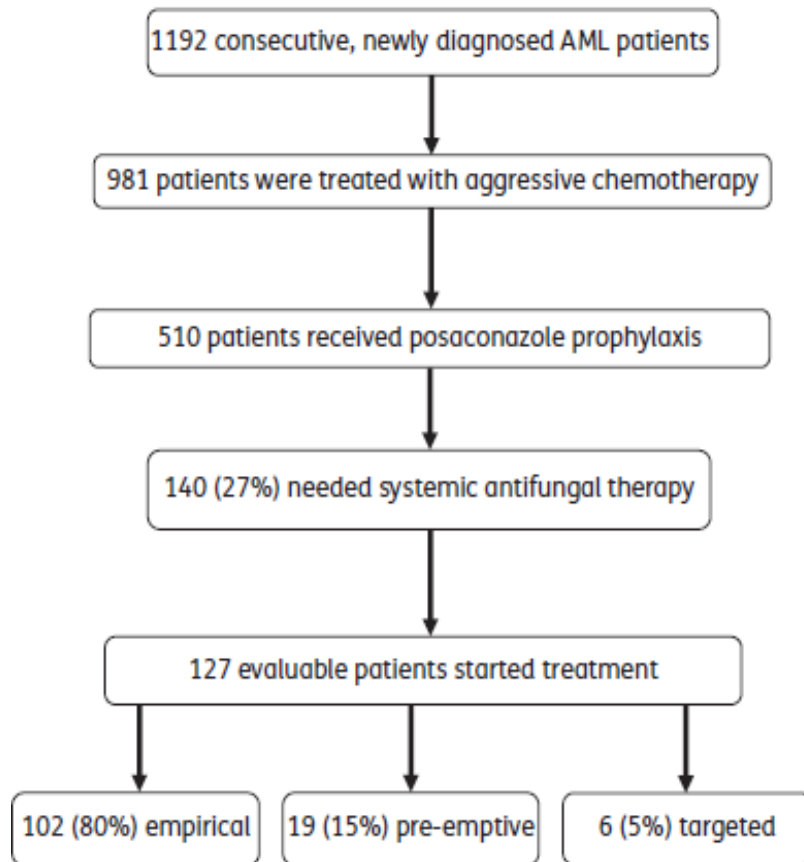 1192 consecutive, newly diagnosed AML patients
981 patients were treated with aggressive chemotherapy
510 patients received posaconazole prophylaxis
140 (27%) needed systemic antifungal therapy
127 evaluable patients started treatment
102 (80%) empirical
19 (15%) pre-emptive
6 (5%) targeted